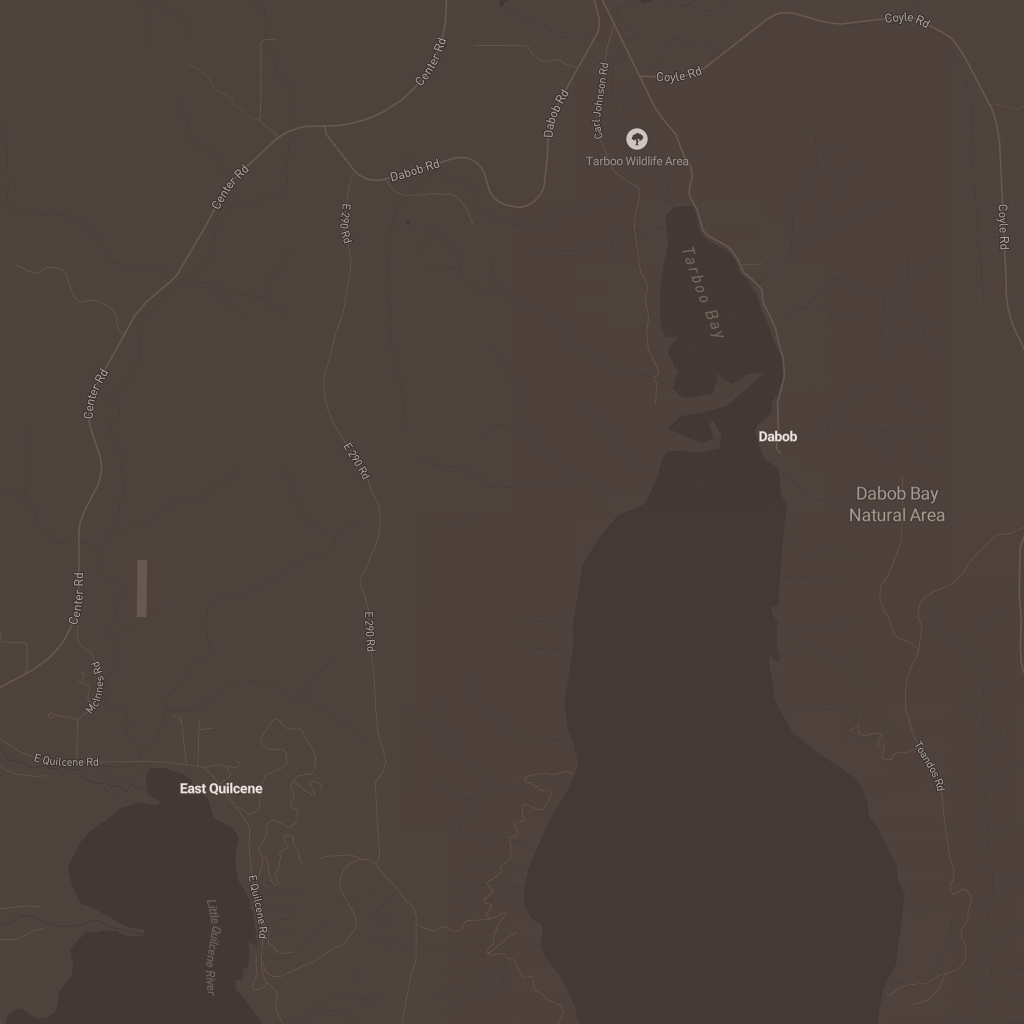 Coyle Rd
Center Rd
Coyle Rd
Carl Johnson Rd
Dabob Rd
Tarboo Wildlife Area
Dabob Rd
Center Rd
E 290 Rd
Coyle Rd
Tarboo Bay
Center Rd
Dabob
E 290 Rd
Dabob Bay
Natural Area
Center Rd
E 290 Rd
McInnes Rd
E Quilcene Rd
Toandos Rd
East Quilcene
E Quilcene Rd
Little Quilcene River